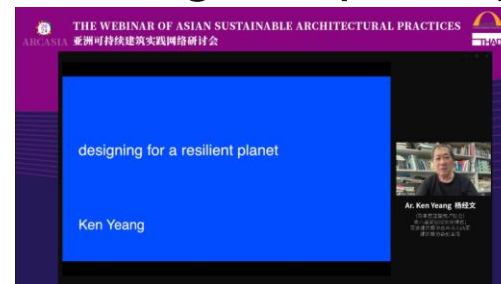 THE WEBINAR OF ASIAN SUSTAINABLE ARCHITECTURAL PRACTICES
ARCASIA
亚洲可持续建筑实践网络研讨会
THAD
designing for a resilient planet
Ken Yeang
Ar. Ken Yeang 杨经文